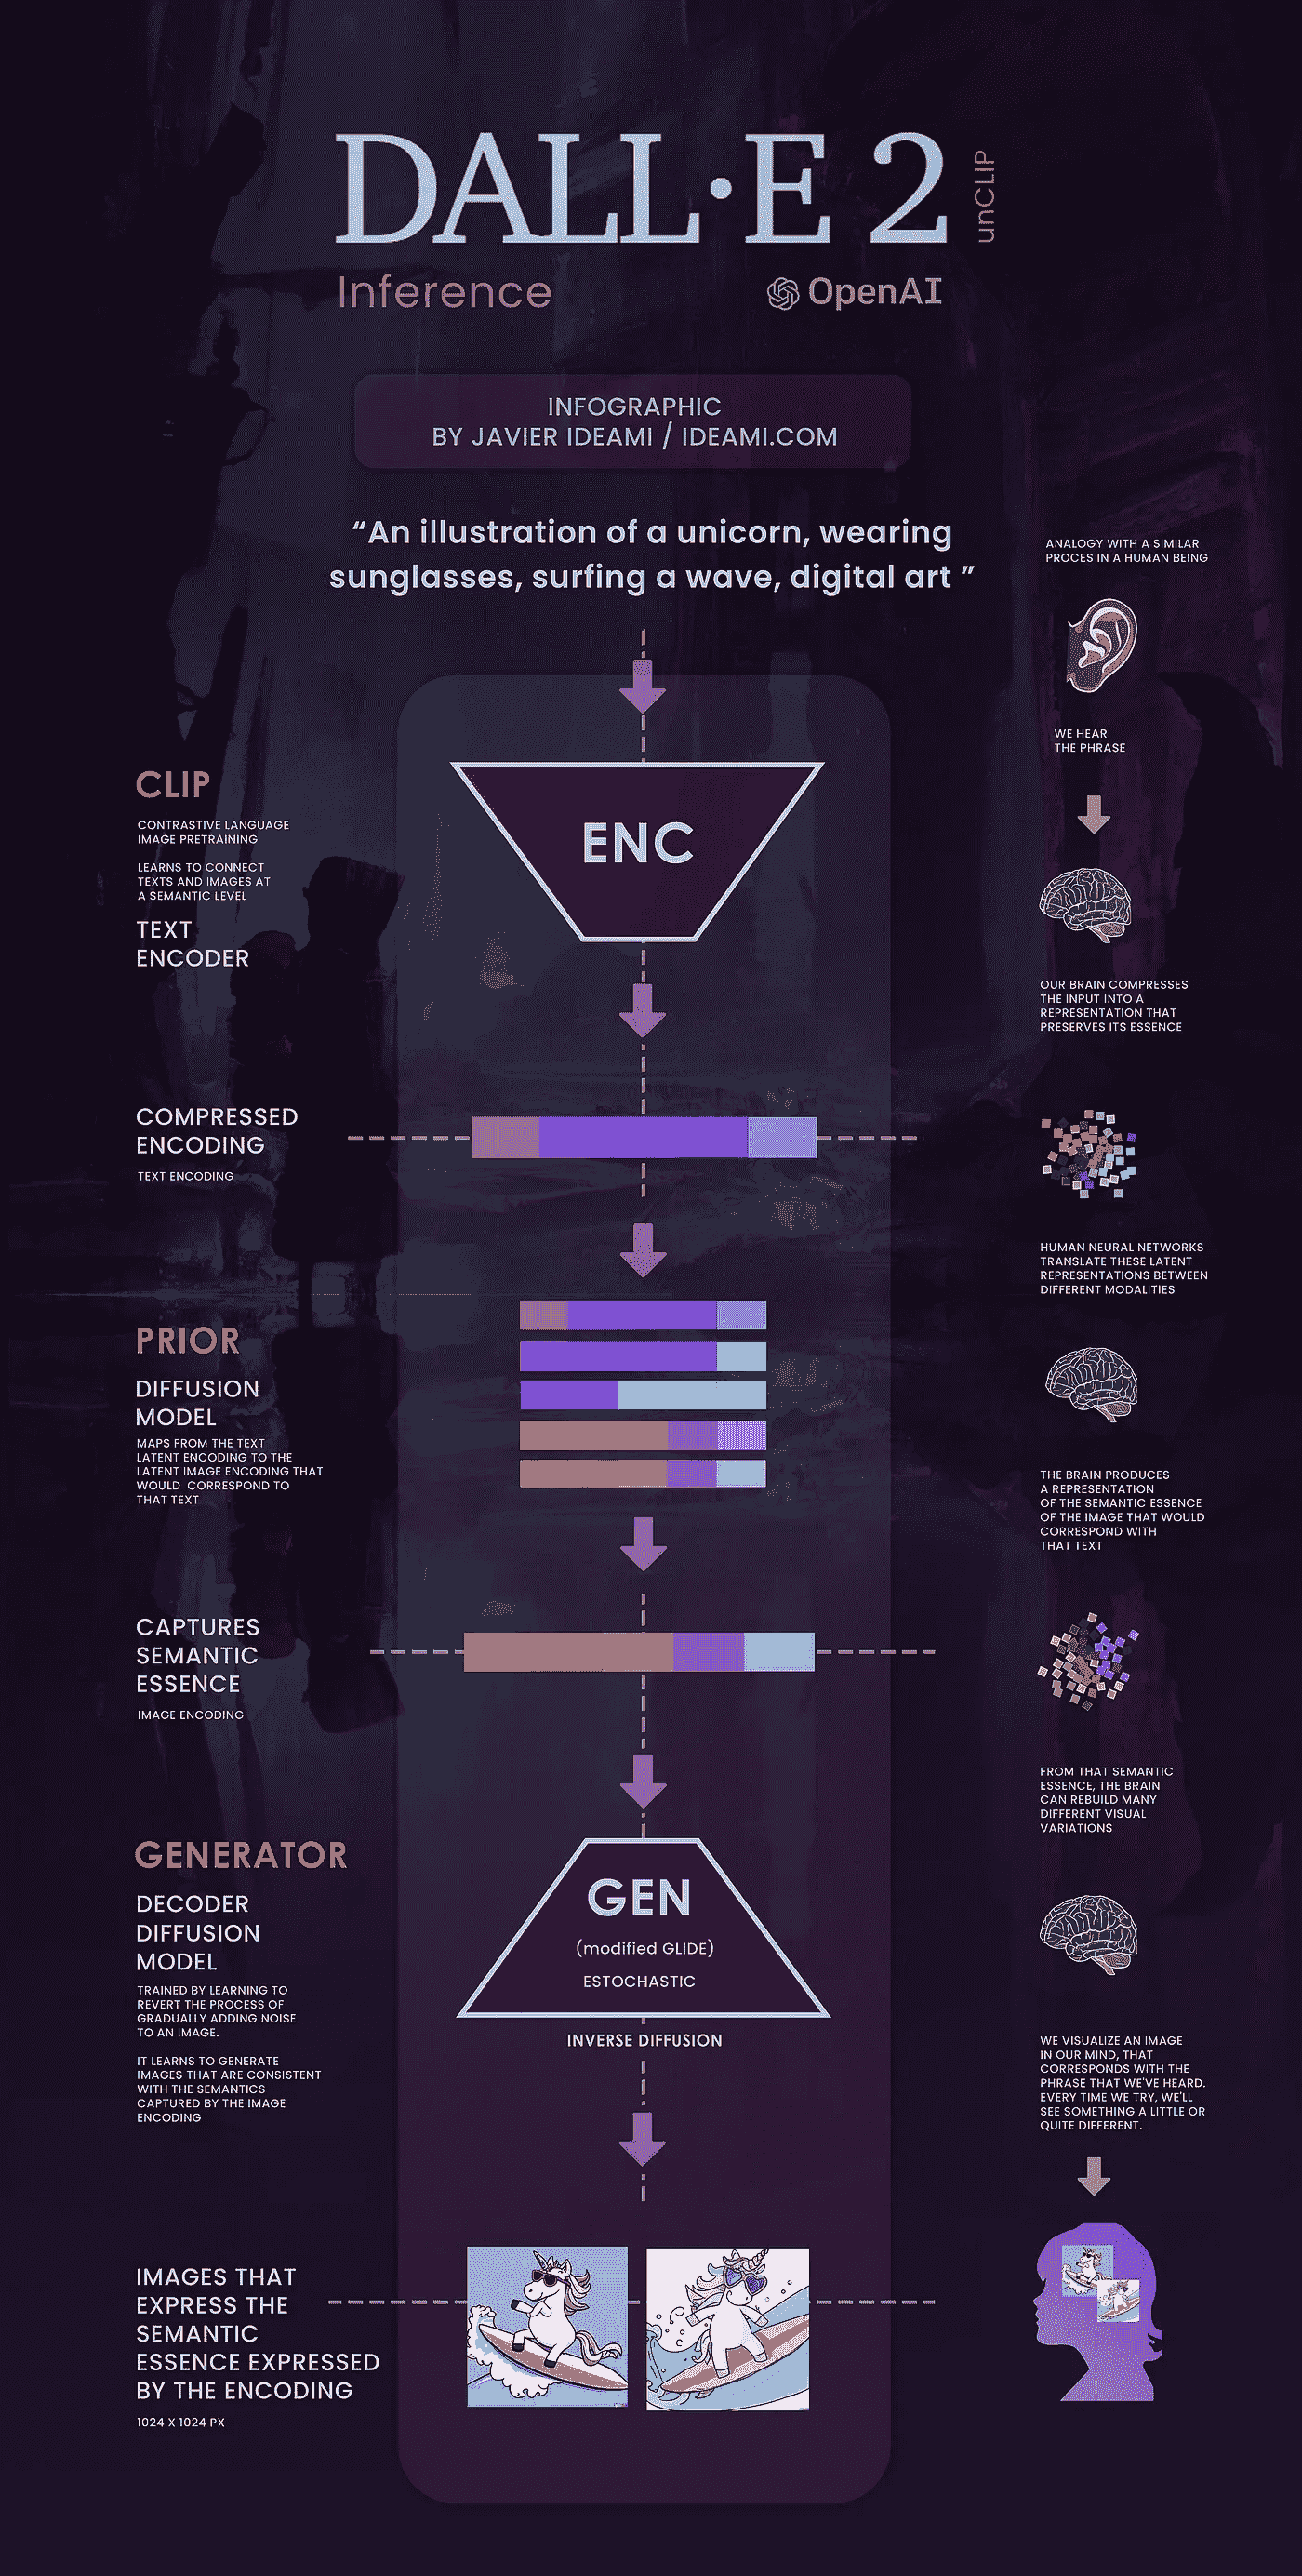 DALL·E 2
unCLIP
Inference
OpenAI
INFOGRAPHIC
BY JAVIER IDEAMI / IDEAMI.COM
“An illustration of a unicorn, wearing
sunglasses, surfing a wave, digital art ”
ANALOGY WITH A SIMILAR
PROCES IN A HUMAN BEING
WE HEAR
THE PHRASE
CLIP
CONTRASTIVE LANGUAGE
IMAGE PRETRAINING
LEARNS TO CONNECT
TEXTS AND IMAGES AT
A SEMANTIC LEVEL
TEXT
ENCODER
ENC
OUR BRAIN COMPRESSES
THE INPUT INTO A
REPRESENTATION THAT
PRESERVES ITS ESSENCE
COMPRESSED
ENCODING
TEXT ENCODING
HUMAN NEURAL NETWORKS
TRANSLATE THESE LATENT
REPRESENTATIONS BETWEEN
DIFFERENT MODALITIES
PRIOR
DIFFUSION
MODEL
MAPS FROM THE TEXT
LATENT ENCODING TO THE
LATENT IMAGE ENCODING THAT
WOULD CORRESPOND TO
THAT TEXT
THE BRAIN PRODUCES
A REPRESENTATION
OF THE SEMANTIC ESSENCE
OF THE IMAGE THAT WOULD
CORRESPOND WITH
THAT TEXT
CAPTURES
SEMANTIC
ESSENCE
IMAGE ENCODING
FROM THAT SEMANTIC
ESSENCE, THE BRAIN
CAN REBUILD MANY
DIFFERENT VISUAL
VARIATIONS
GENERATOR
DECODER
DIFFUSION
MODEL
TRAINED BY LEARNING TO
REVERT THE PROCESS OF
GRADUALLY ADDING NOISE
TO AN IMAGE.
IT LEARNS TO GENERATE
IMAGES THAT ARE CONSISTENT
WITH THE SEMANTICS
CAPTURED BY THE IMAGE
ENCODING
GEN
(modified GLIDE)
ESTOCHASTIC
INVERSE DIFFUSION
WE VISUALIZE AN IMAGE
IN OUR MIND, THAT
CORRESPONDS WITH THE
PHRASE THAT WE'VE HEARD.
EVERY TIME WE TRY, WE'LL
SEE SOMETHING A LITTLE OR
QUITE DIFFERENT.
IMAGES THAT
EXPRESS THE
SEMANTIC
ESSENCE EXPRESSED
BY THE ENCODING
1024 X 1024 PX